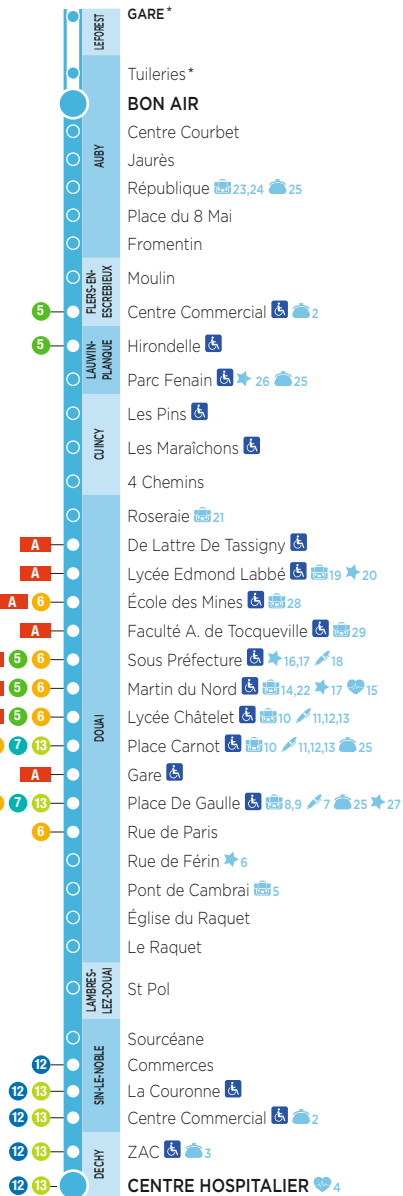 LEFOREST
GARE*
AUBY
Tuileries*
BON AIR
Centre Courbet
Jaurès
République 23,24 25
Place du 8 Mai
Fromentin
FLERS-EN-
ESCREBIEUX
Moulin
5 Centre Commercial 2
LAUWIN-
PLANQUE
5 Hirondelle
Parc Fenain 26 25
CUINCY
Les Pins
Les Maraîchons
4 Chemins
DOUAI
Roseraie 21
A De Lattre De Tassigny
A Lycée Edmond Labbé 19 20
A 6 École des Mines 28
A Faculté A. de Tocqueville 29
5 6 Sous Préfecture 16,17 18
5 6 Martin du Nord 14,22 17 15
5 6 Lycée Châtelet 10 11,12,13
7 13 Place Carnot 10 11,12,13 25
A Gare
7 13 Place De Gaulle 8,9 7 25 27
6 Rue de Paris
Rue de Férin 6
Pont de Cambrai 5
Église du Raquet
Le Raquet
LAMBRES-
LEZ-DOUAI
St Pol
SIN-LE-NOBLE
Sourcéane
12 Commerces
12 13 La Couronne
12 13 Centre Commercial 2
DECHY
12 13 ZAC 3
12 13 CENTRE HOSPITALIER 4